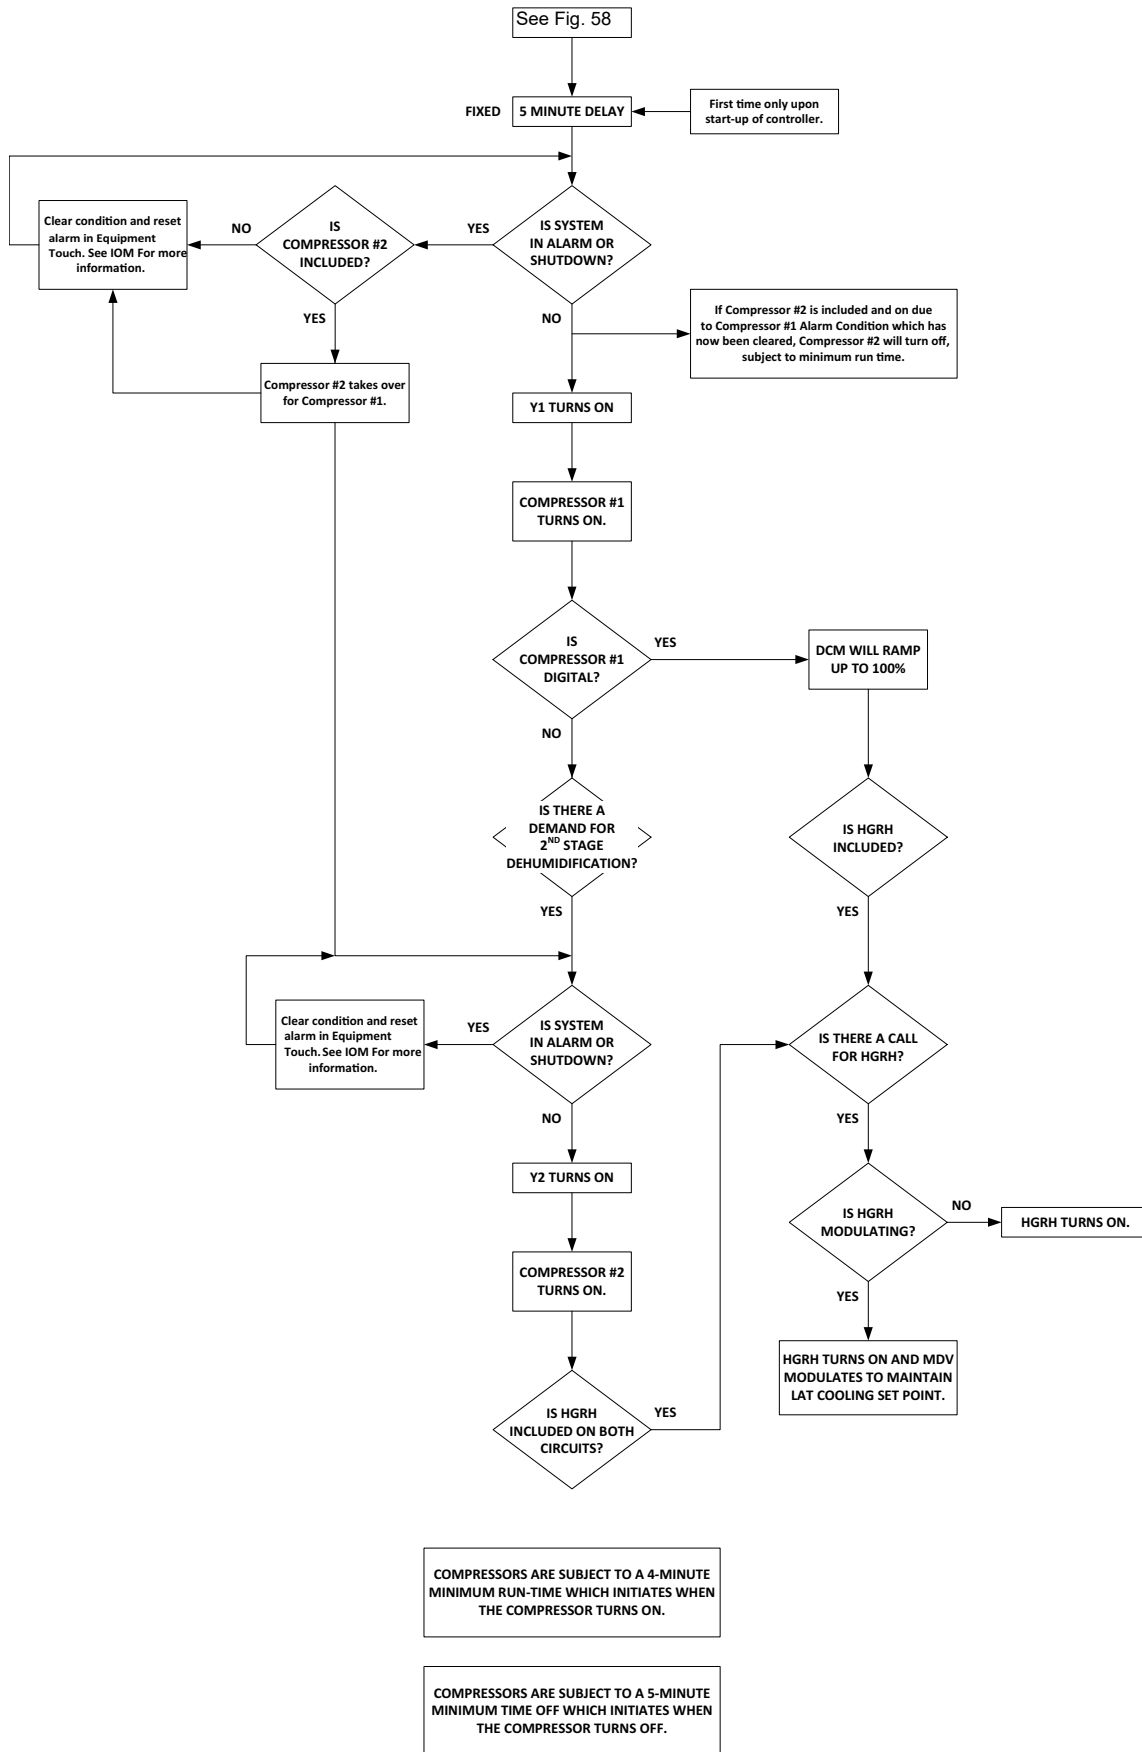 See Fig. 58
FIXED
5 MINUTE DELAY
First time only upon
start-up of controller.
Clear condition and reset
alarm in Equipment
Touch. See IOM For more
information.
NO
IS
COMPRESSOR #2
INCLUDED?
YES
IS SYSTEM
IN ALARM OR
SHUTDOWN?
YES
NO
If Compressor #2 is included and on due
to Compressor #1 Alarm Condition which has
now been cleared, Compressor #2 will turn off,
subject to minimum run time.
Compressor #2 takes over
for Compressor #1.
Y1 TURNS ON
COMPRESSOR #1
TURNS ON.
IS
COMPRESSOR #1
DIGITAL?
YES
DCM WILL RAMP
UP TO 100%
NO
IS THERE A
DEMAND FOR
2ND STAGE
DEHUMIDIFICATION?
IS HGRH
INCLUDED?
YES
YES
Clear condition and reset
alarm in Equipment
Touch. See IOM For more
information.
YES
IS SYSTEM
IN ALARM OR
SHUTDOWN?
IS THERE A CALL
FOR HGRH?
NO
YES
Y2 TURNS ON
IS HGRH
MODULATING?
NO
HGRH TURNS ON.
COMPRESSOR #2
TURNS ON.
YES
HGRH TURNS ON AND MDV
MODULATES TO MAINTAIN
LAT COOLING SET POINT.
IS HGRH
INCLUDED ON BOTH
CIRCUITS?
YES
COMPRESSORS ARE SUBJECT TO A 4-MINUTE
MINIMUM RUN-TIME WHICH INITIATES WHEN
THE COMPRESSOR TURNS ON.
COMPRESSORS ARE SUBJECT TO A 5-MINUTE
MINIMUM TIME OFF WHICH INITIATES WHEN
THE COMPRESSOR TURNS OFF.